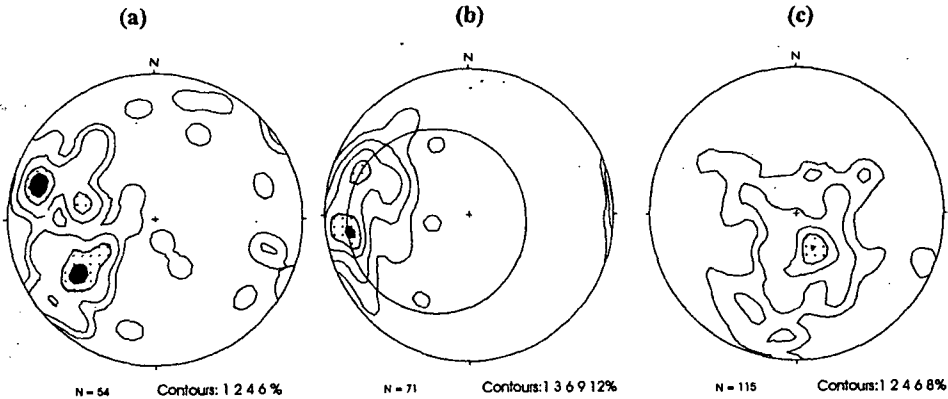 (a) (b) (c)
N N N
N = 54 Contours: 1 2 4 6 % N = 71 Contours: 1 3 6 9 12% N = 115 Contours: 1 2 4 6 8%